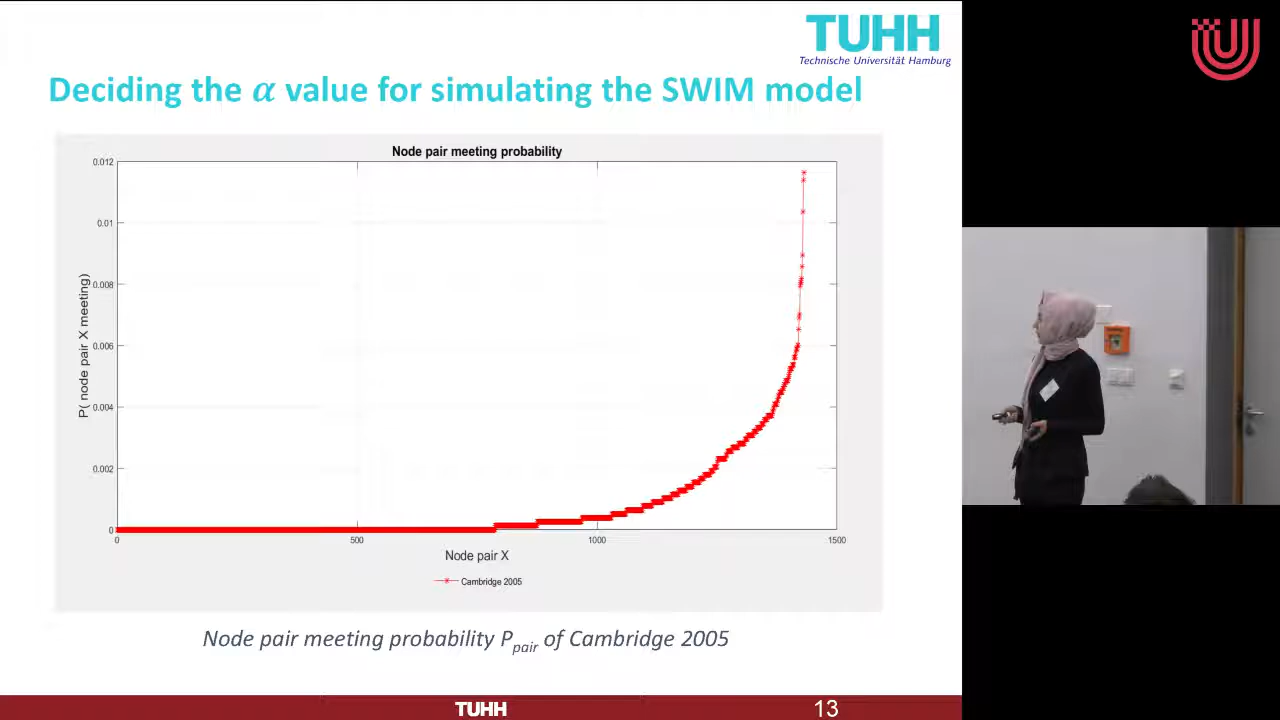 TUHH
Technische Universität Hamburg
Deciding the α value for simulating the SWIM model
Node pair meeting probability
P( node pair X meeting)
0.012
0.01
0.008
0.006
0.004
0.002
0
0 500 1000 1500
Node pair X
Cambridge 2005
Node pair meeting probability Ppair of Cambridge 2005
TUHH
13